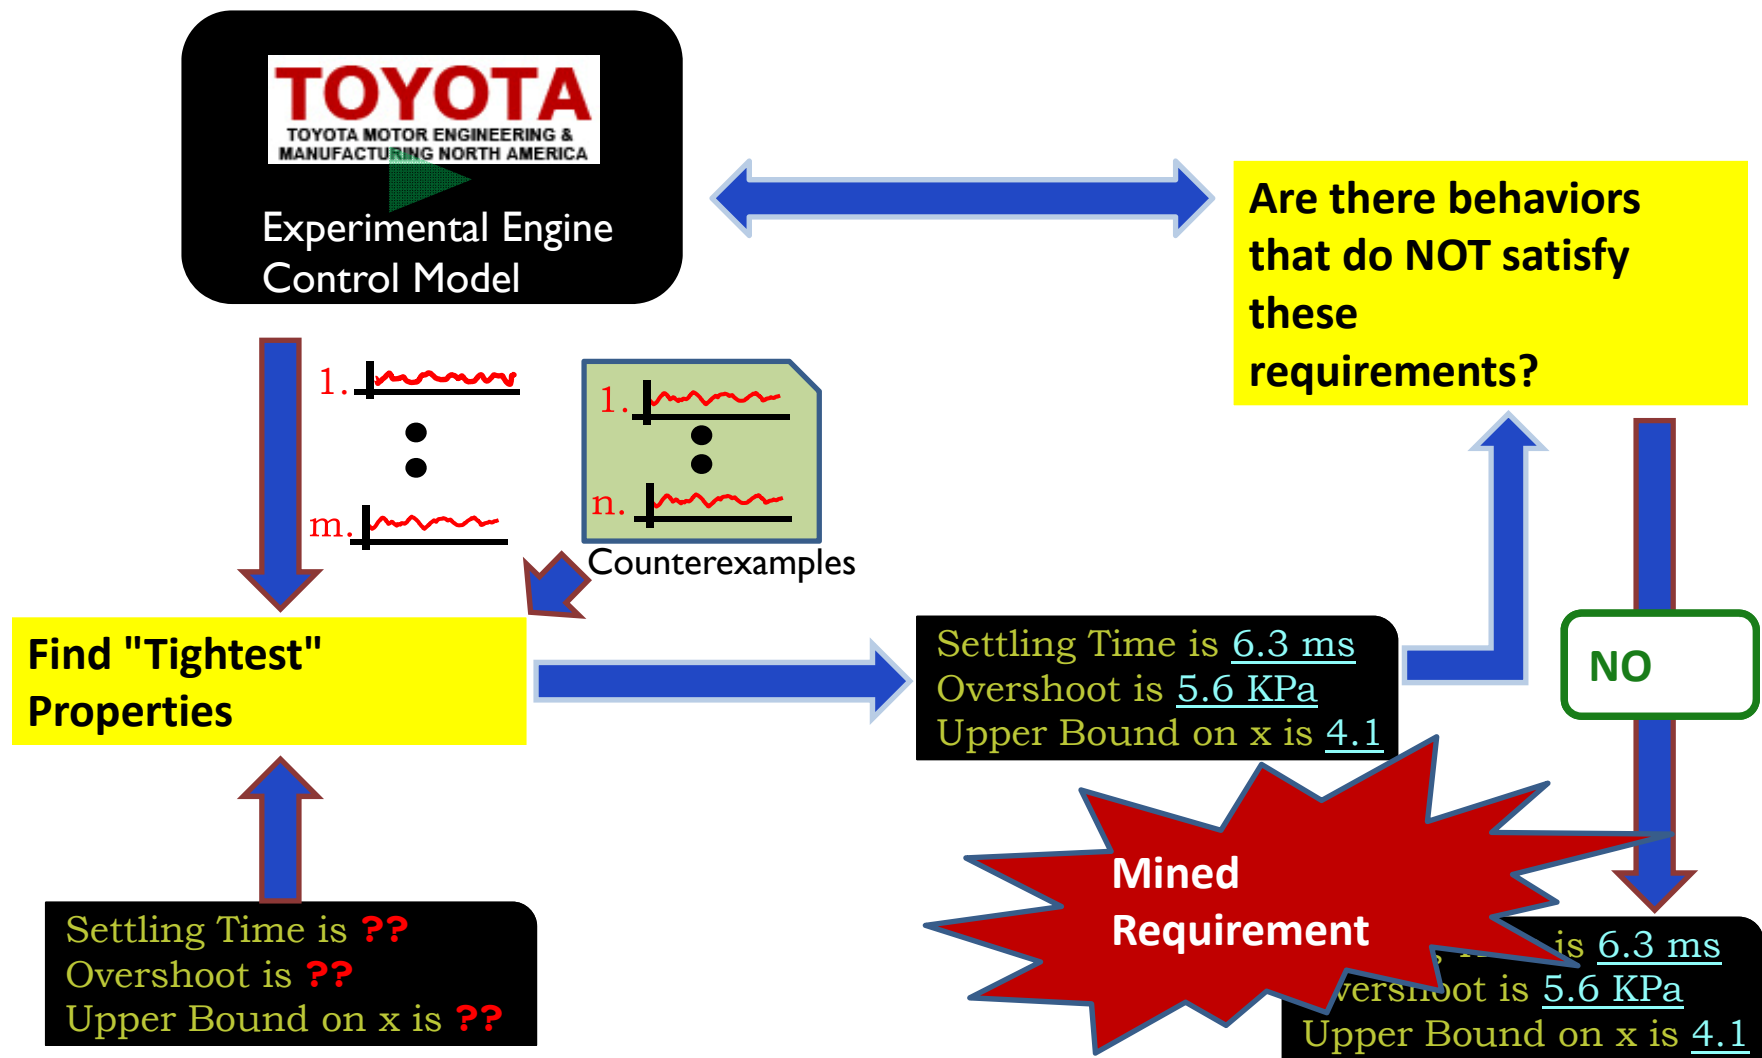 TOYOTA
TOYOTA MOTOR ENGINEERING &
MANUFACTURING NORTH AMERICA
Experimental Engine
Control Model
Are there behaviors
that do NOT satisfy
these
requirements?
1.
m.
1.
n.
Counterexamples
Find "Tightest"
Properties
Settling Time is 6.3 ms
Overshoot is 5.6 KPa
Upper Bound on x is 4.1
NO
Mined
Requirement
Settling Time is ??
Overshoot is ??
Upper Bound on x is ??
is 6.3 ms
vershoot is 5.6 KPa
Upper Bound on x is 4.1